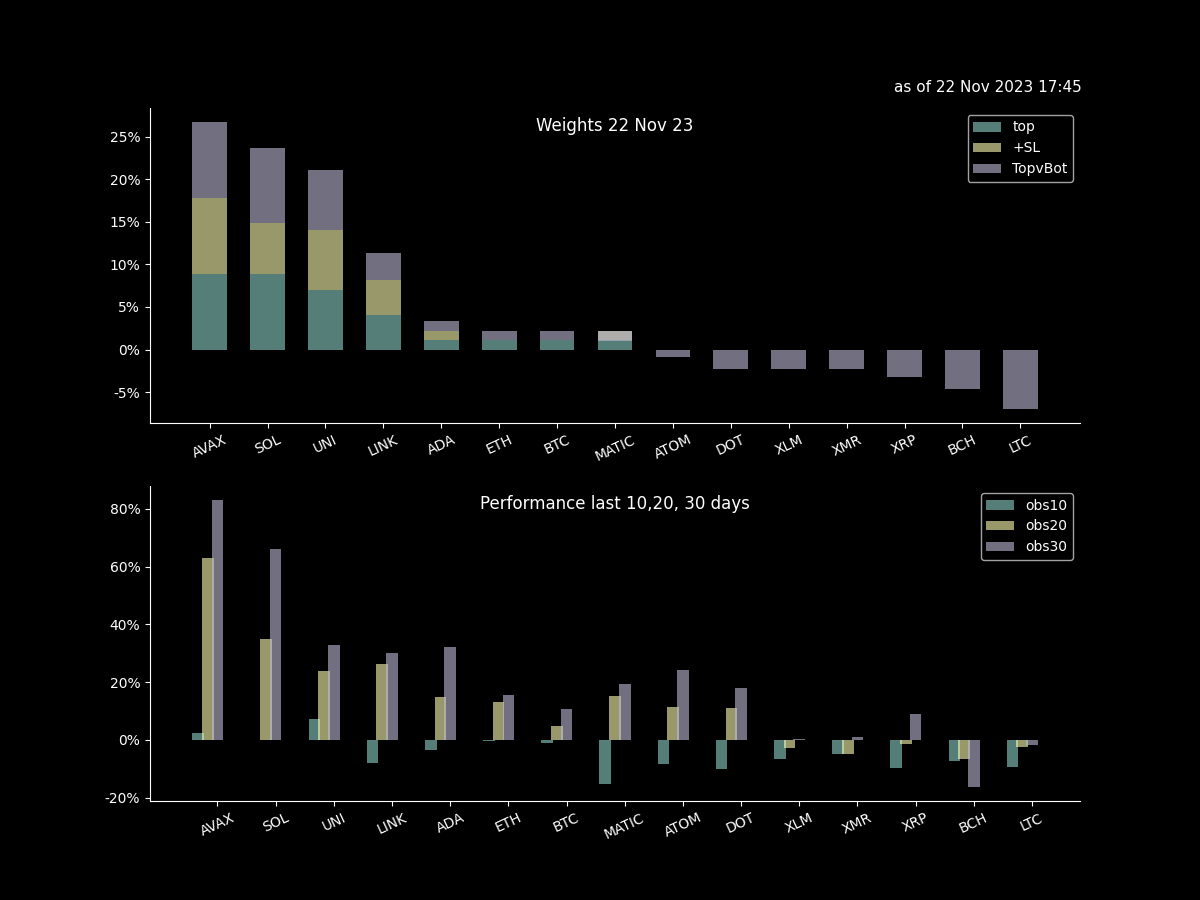 as of 22 Nov 2023 17:45
Weights 22 Nov 23
top
+SL
TopvBot
25%
20%
15%
10%
5%
0%
-5%
AVAX SOL UNI LINK ADA ETH BTC MATIC ATOM DOT XLM XMR XRP BCH LTC
Performance last 10,20, 30 days
obs10
obs20
obs30
80%
60%
40%
20%
0%
-20%
AVAX SOL UNI LINK ADA ETH BTC MATIC ATOM DOT XLM XMR XRP BCH LTC